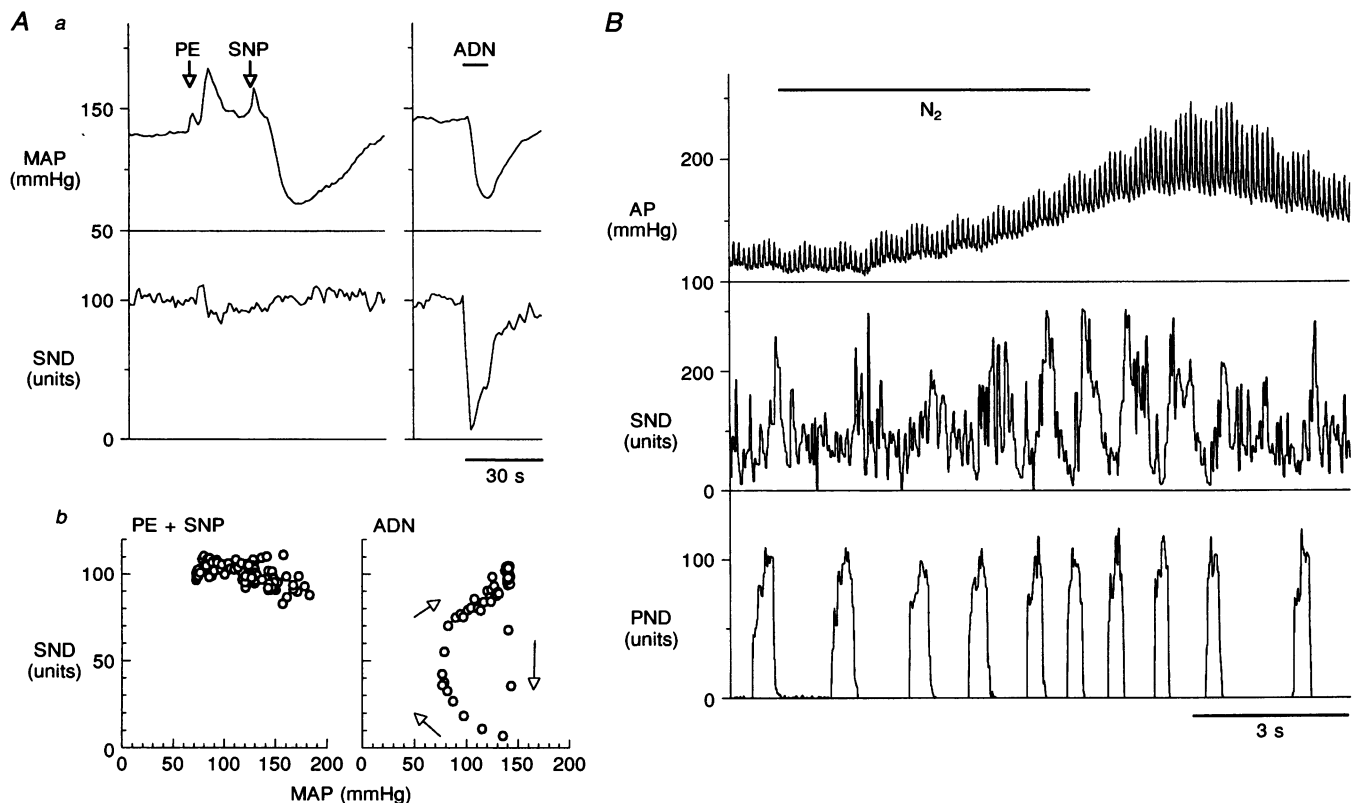 A
a
PE
SNP
ADN
150
MAP
(mmHg)
50
100
SND
(units)
0
30 s
b
PE + SNP
ADN
100
SND
(units)
50
0
0 50 100 150 200
0 50 100 150 200
MAP (mmHg)
B
N2
200
AP
(mmHg)
100
200
SND
(units)
0
100
PND
(units)
0
3 s